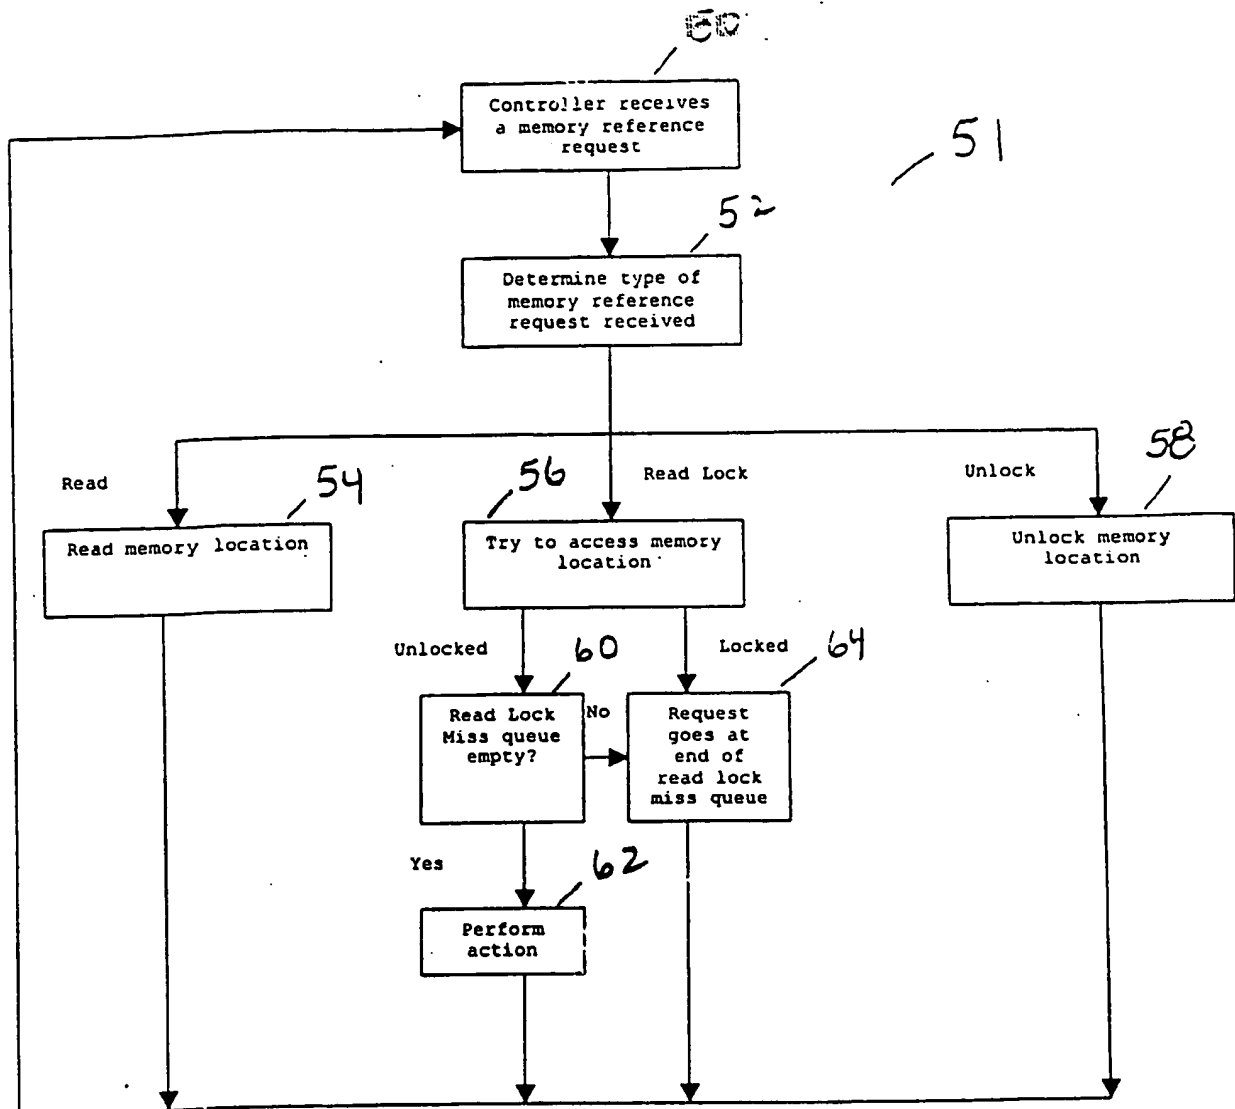 Controller receives
a memory reference
request
51
52
Determine type of
memory reference
request received
Read
54
56
Read Lock
Unlock
58
Read memory location
Try to access memory
location
Unlock memory
location
Unlocked
60
Locked
64
Read Lock
Miss queue
empty?
No
Request
goes at
end of
read lock
miss queue
Yes
62
Perform
action